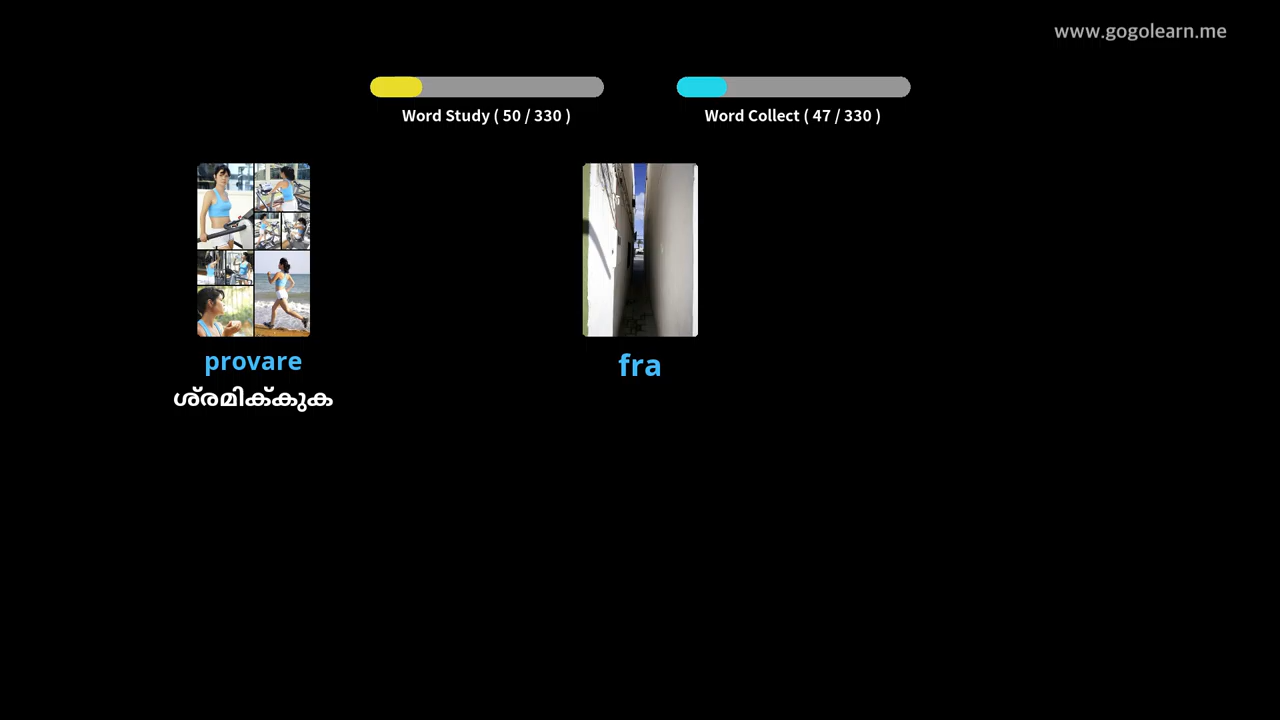 www.gogolearn.me
Word Study ( 50 / 330 )
Word Collect ( 47 / 330 )
provare
ശ്രമിക്കുക
fra